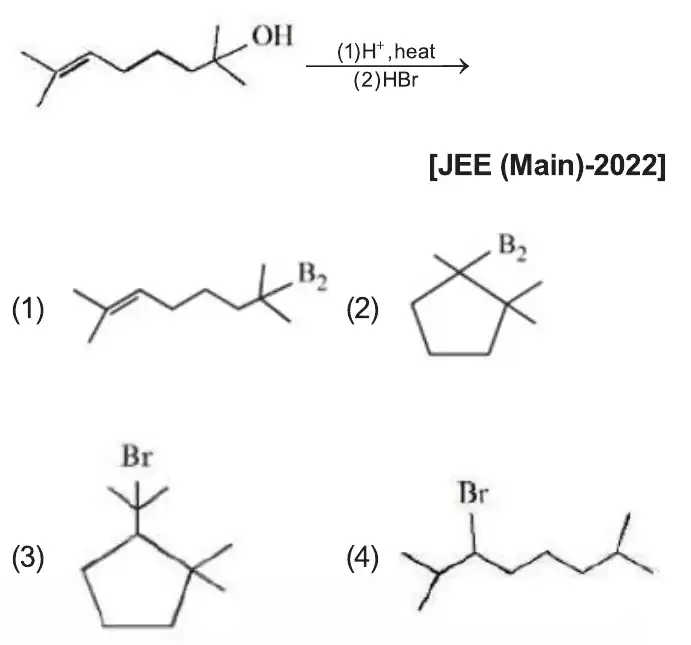 OH
(1)H⁺,heat
(2)HBr
[JEE (Main)-2022]
(1) B₂
(2) B₂
(3) Br
(4) Br